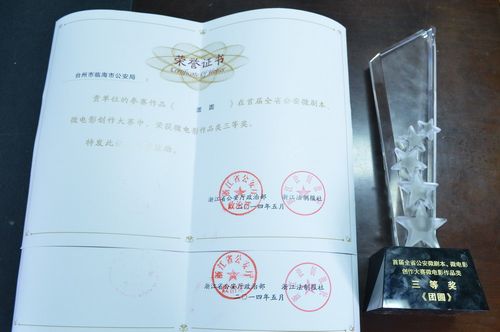 荣誉证书
Certificate Of Honor
台州市临海市公安局
贵单位的参赛作品《 团圆 》在首届全省公安微剧本
微电影创作大赛中，荣获微电影作品类三等奖。
特发此
浙江省公安厅政治部 浙江法制报社
二〇一四年五月
浙江省公安厅政治部 浙江法制报社
二〇一四年五月
首届全省公安微剧本、微电影
创作大赛微电影作品类
三等奖
《团圆》